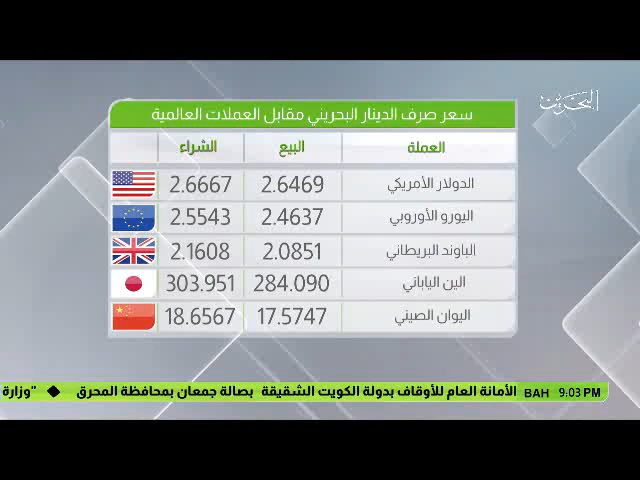 البحرين
سعر صرف الدينار البحريني مقابل العملات العالمية
العملة البيع الشراء
الدولار الأمريكي 2.6469 2.6667
اليورو الأوروبي 2.4637 2.5543
الباوند البريطاني 2.0851 2.1608
الين الياباني 284.090 303.951
اليوان الصيني 17.5747 18.6567
BAH 9:03 PM
الأمانة العام للأوقاف بدولة الكويت الشقيقة بصالة جمعان بمحافظة المحرق ◆ "وزارة